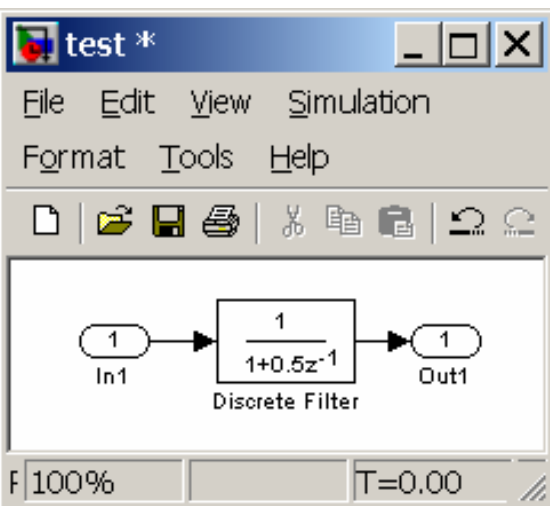 test *
File Edit View Simulation
Format Tools Help
1
1
1
1+0.5z-1
In1
Out1
Discrete Filter
F 100%
T=0.00